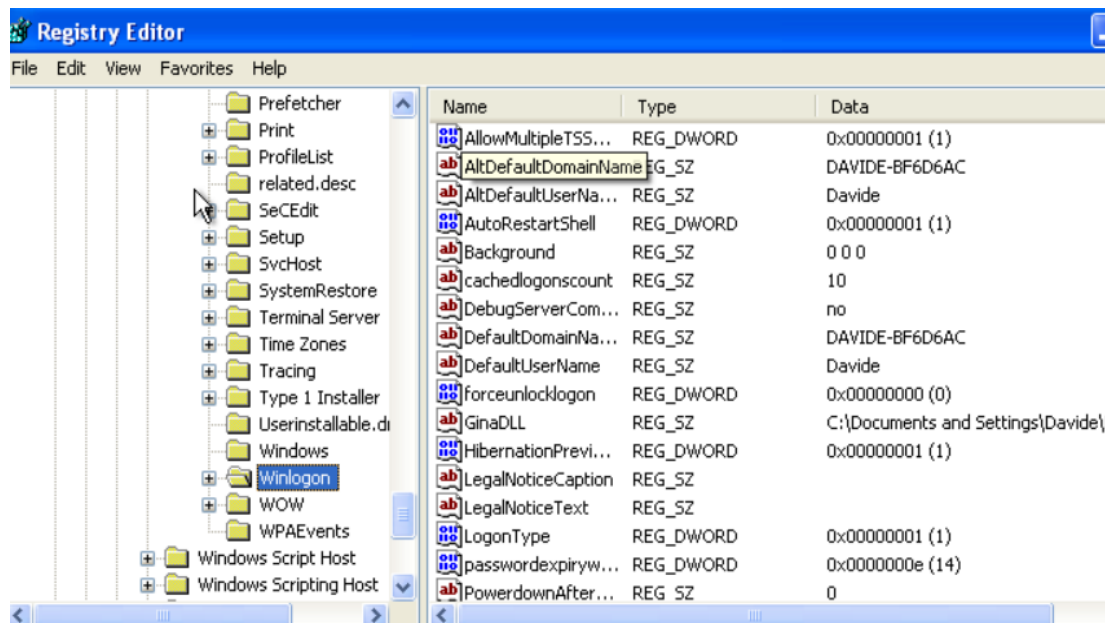 Registry Editor
File Edit View Favorites Help
Prefetcher
Print
ProfileList
related.desc
SeCEdit
Setup
SvcHost
SystemRestore
Terminal Server
Time Zones
Tracing
Type 1 Installer
Userinstallable.dr
Windows
Winlogon
WOW
WPAEvents
Windows Script Host
Windows Scripting Host
Name Type Data
AllowMultipleTSS... REG_DWORD 0x00000001 (1)
AltDefaultDomainName EG_SZ DAVIDE-BF6D6AC
AltDefaultUserNa... REG_SZ Davide
AutoRestartShell REG_DWORD 0x00000001 (1)
Background REG_SZ 0 0 0
cachedlogonscount REG_SZ 10
DebugServerCom... REG_SZ no
DefaultDomainNa... REG_SZ DAVIDE-BF6D6AC
DefaultUserName REG_SZ Davide
forceunlocklogon REG_DWORD 0x00000000 (0)
GinaDLL REG_SZ C:\Documents and Settings\Davide\
HibernationPrevi... REG_DWORD 0x00000001 (1)
LegalNoticeCaption REG_SZ
LegalNoticeText REG_SZ
LogonType REG_DWORD 0x00000001 (1)
passwordexpiryw... REG_DWORD 0x0000000e (14)
PowerdownAfter... REG_SZ 0